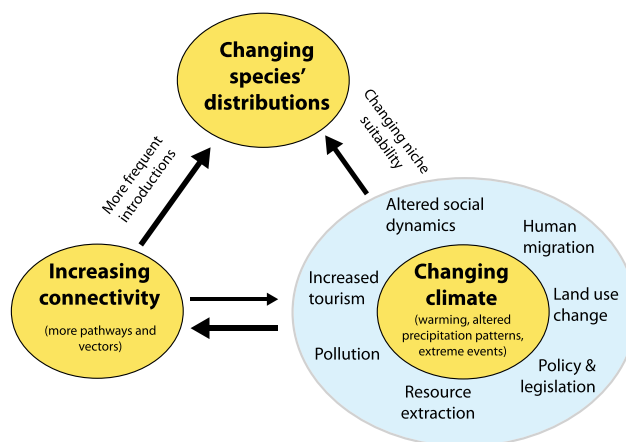 Changing
species’
distributions
More frequent
introductions
Changing niche
suitability
Increasing
connectivity
(more pathways and
vectors)
Altered social
dynamics
Human
migration
Increased
tourism
Changing
climate
(warming, altered
precipitation patterns,
extreme events)
Land use
change
Pollution
Policy &
legislation
Resource
extraction